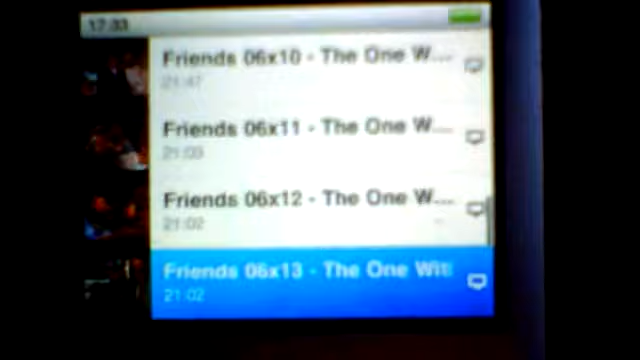 17:33
Friends 06x10 - The One W...
21:47
Friends 06x11 - The One W...
21:03
Friends 06x12 - The One W...
21:02
Friends 06x13 - The One Wit
21:02